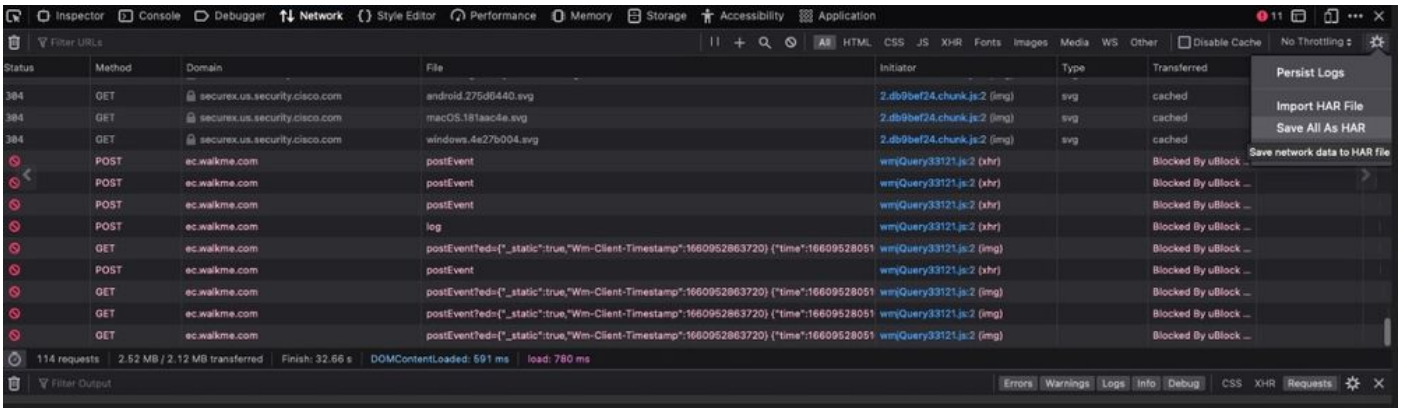 Inspector Console Debugger Network {} Style Editor Performance Memory Storage Accessibility Application 11
Filter URLs All HTML CSS JS XHR Fonts Images Media WS Other Disable Cache No Throttling
Status Method Domain File Initiator Type Transferred
Persist Logs
Import HAR File
Save All As HAR
Save network data to HAR file
304 GET securex.us.security.cisco.com android.275d6440.svg 2.db9bef24.chunk.js:2 (img) svg cached
304 GET securex.us.security.cisco.com macOS.181aac4e.svg 2.db9bef24.chunk.js:2 (img) svg cached
304 GET securex.us.security.cisco.com windows.4e27b004.svg 2.db9bef24.chunk.js:2 (img) svg cached
POST ec.walkme.com postEvent wmjQuery33121.js:2 (xhr) Blocked By uBlock ...
POST ec.walkme.com postEvent wmjQuery33121.js:2 (xhr) Blocked By uBlock ...
POST ec.walkme.com postEvent wmjQuery33121.js:2 (xhr) Blocked By uBlock ...
POST ec.walkme.com log wmjQuery33121.js:2 (xhr) Blocked By uBlock ...
GET ec.walkme.com postEvent?ed={"_static":true,"Wm-Client-Timestamp":1660952863720} {"time":16609528051 wmjQuery33121.js:2 (img) Blocked By uBlock ...
POST ec.walkme.com postEvent wmjQuery33121.js:2 (xhr) Blocked By uBlock ...
GET ec.walkme.com postEvent?ed={"_static":true,"Wm-Client-Timestamp":1660952863720} {"time":16609528051 wmjQuery33121.js:2 (img) Blocked By uBlock ...
GET ec.walkme.com postEvent?ed={"_static":true,"Wm-Client-Timestamp":1660952863720} {"time":16609528051 wmjQuery33121.js:2 (img) Blocked By uBlock ...
GET ec.walkme.com postEvent?ed={"_static":true,"Wm-Client-Timestamp":1660952863720} {"time":16609528051 wmjQuery33121.js:2 (img) Blocked By uBlock ...
114 requests 2.52 MB / 2.12 MB transferred Finish: 32.66 s DOMContentLoaded: 591 ms load: 780 ms
Filter Output Errors Warnings Logs Info Debug CSS XHR Requests